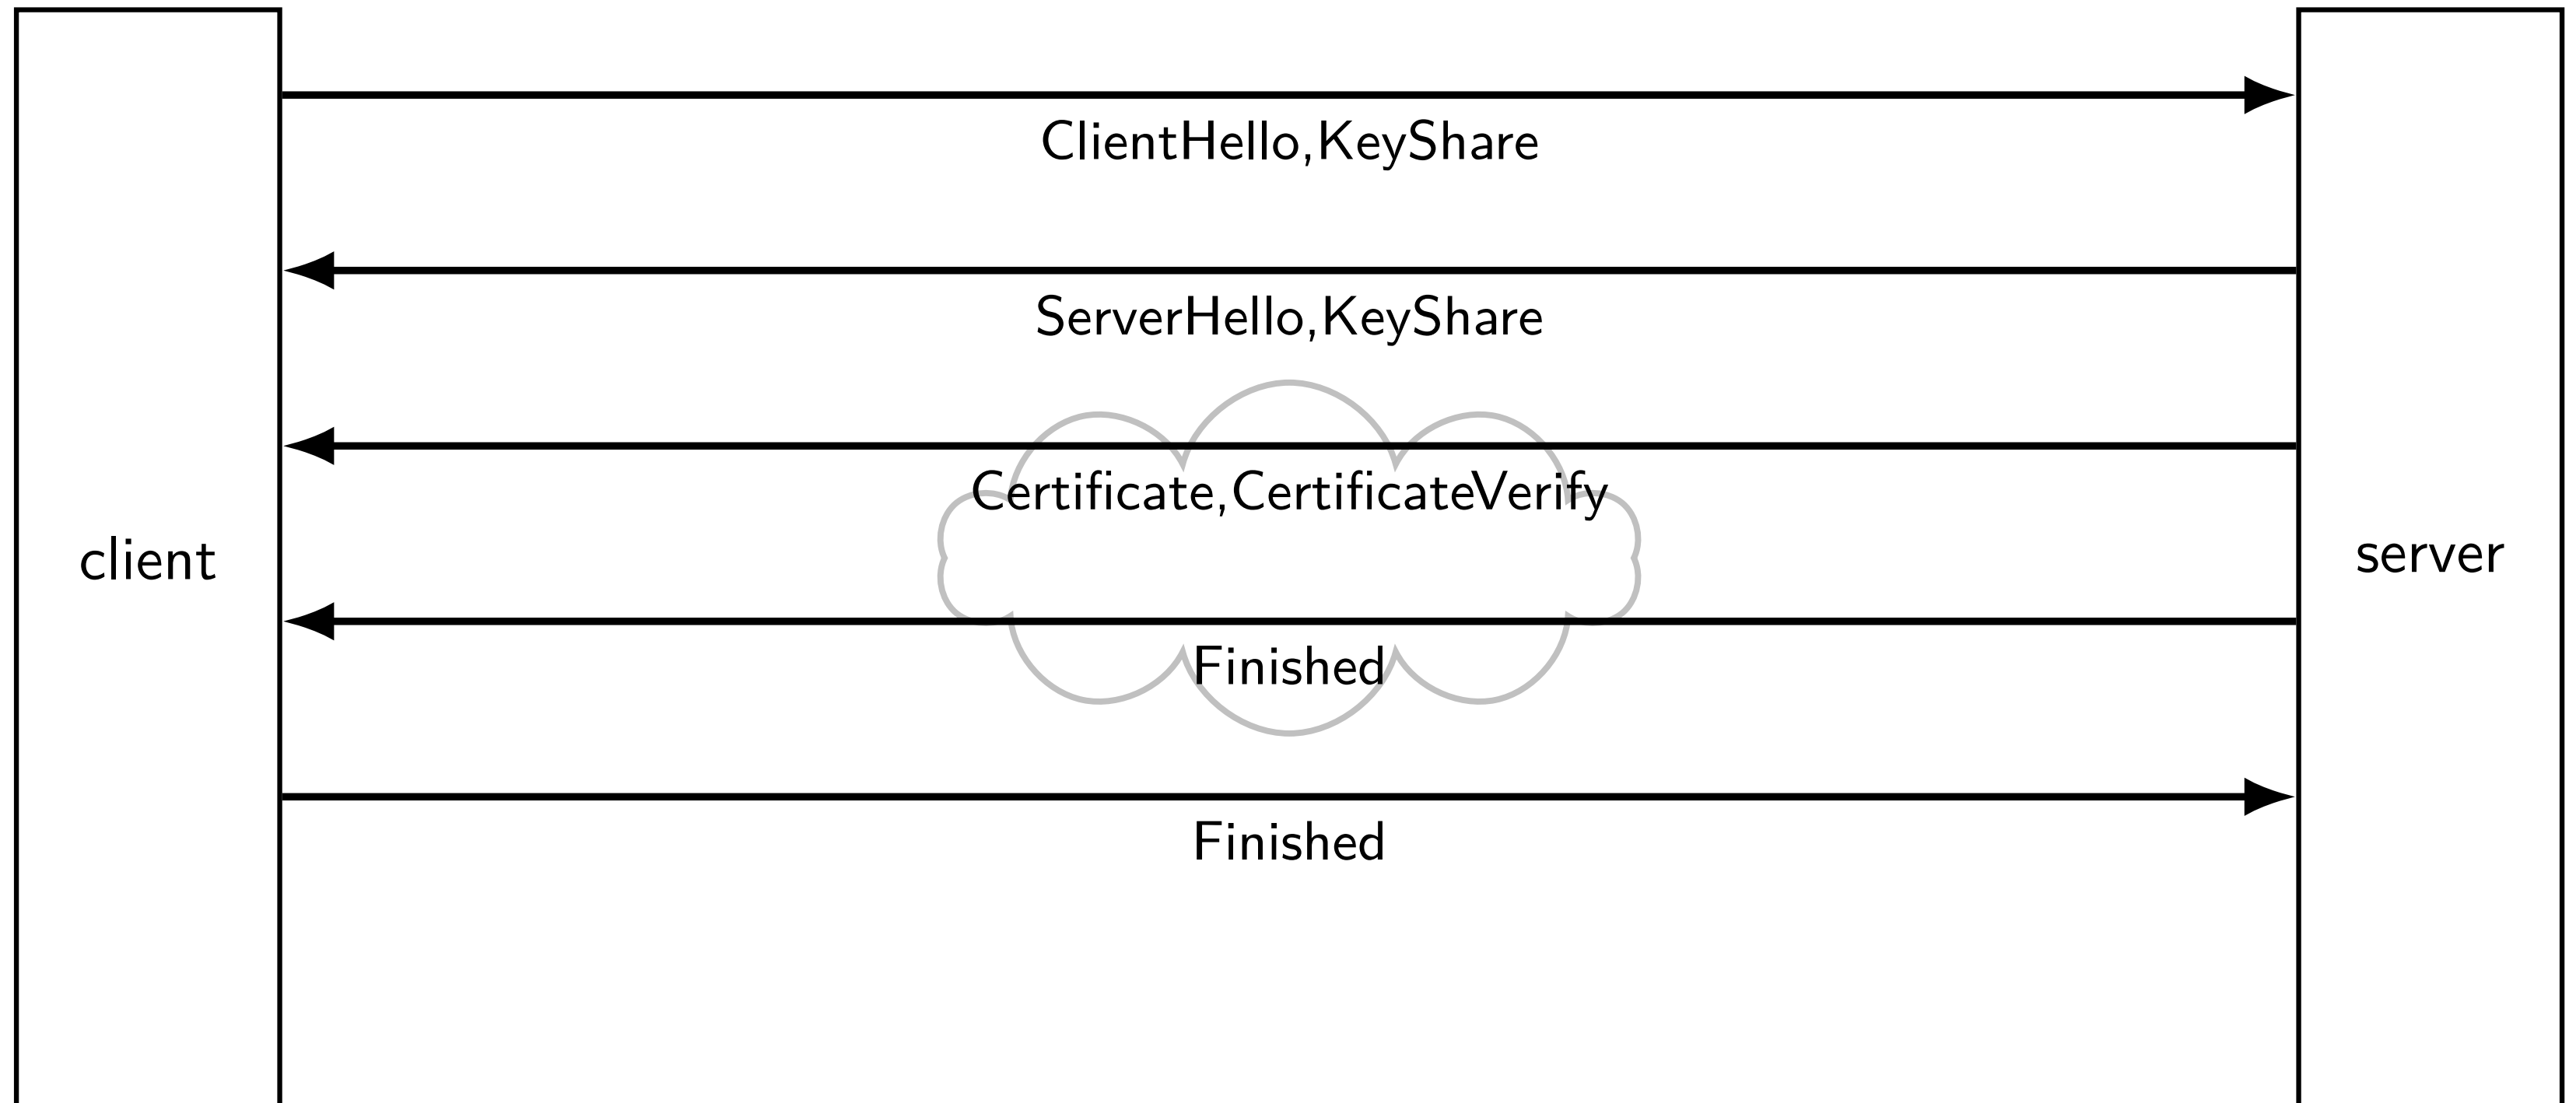 ClientHello,KeyShare
ServerHello,KeyShare
Certificate,CertificateVerify
client
server
Finished
Finished